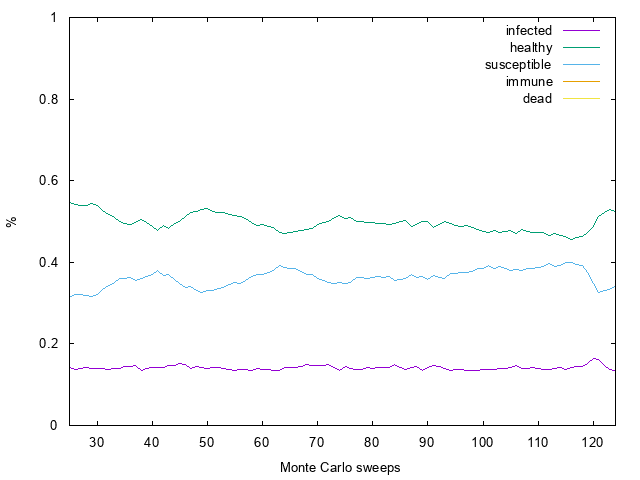 1
0.8
0.6
0.4
0.2
0
%
infected
healthy
susceptible
immune
dead
30 40 50 60 70 80 90 100 110 120
Monte Carlo sweeps